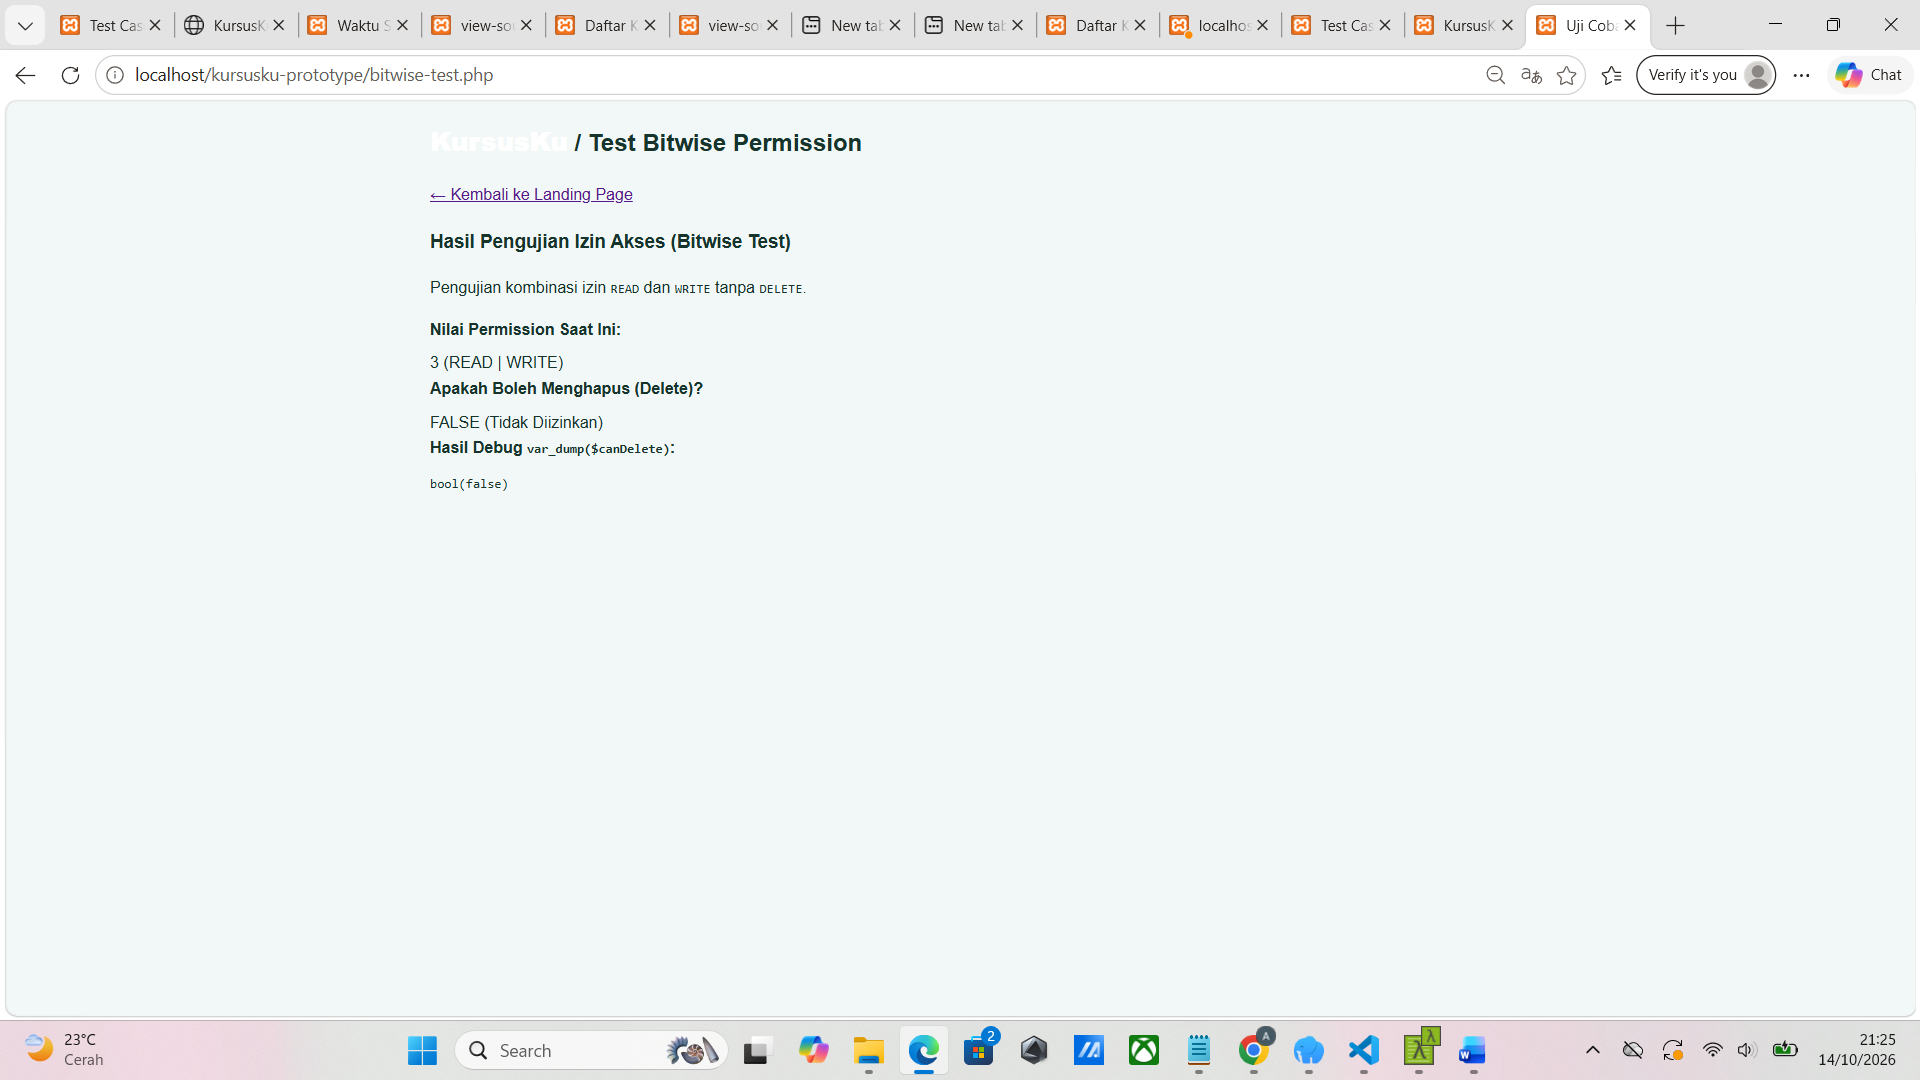 Test Cas
KursusK
Waktu S
view-sou
Daftar K
view-sou
New tab
New tab
Daftar K
localhos
Test Cas
KursusK
Uji Coba
localhost/kursusku-prototype/bitwise-test.php
Verify it's you
Chat
KursusKu / Test Bitwise Permission
← Kembali ke Landing Page
Hasil Pengujian Izin Akses (Bitwise Test)
Pengujian kombinasi izin READ dan WRITE tanpa DELETE.
Nilai Permission Saat Ini:
3 (READ | WRITE)
Apakah Boleh Menghapus (Delete)?
FALSE (Tidak Diizinkan)
Hasil Debug var_dump($canDelete):
bool(false)
23°C
Cerah
Search
2
A
21:25
14/10/2026